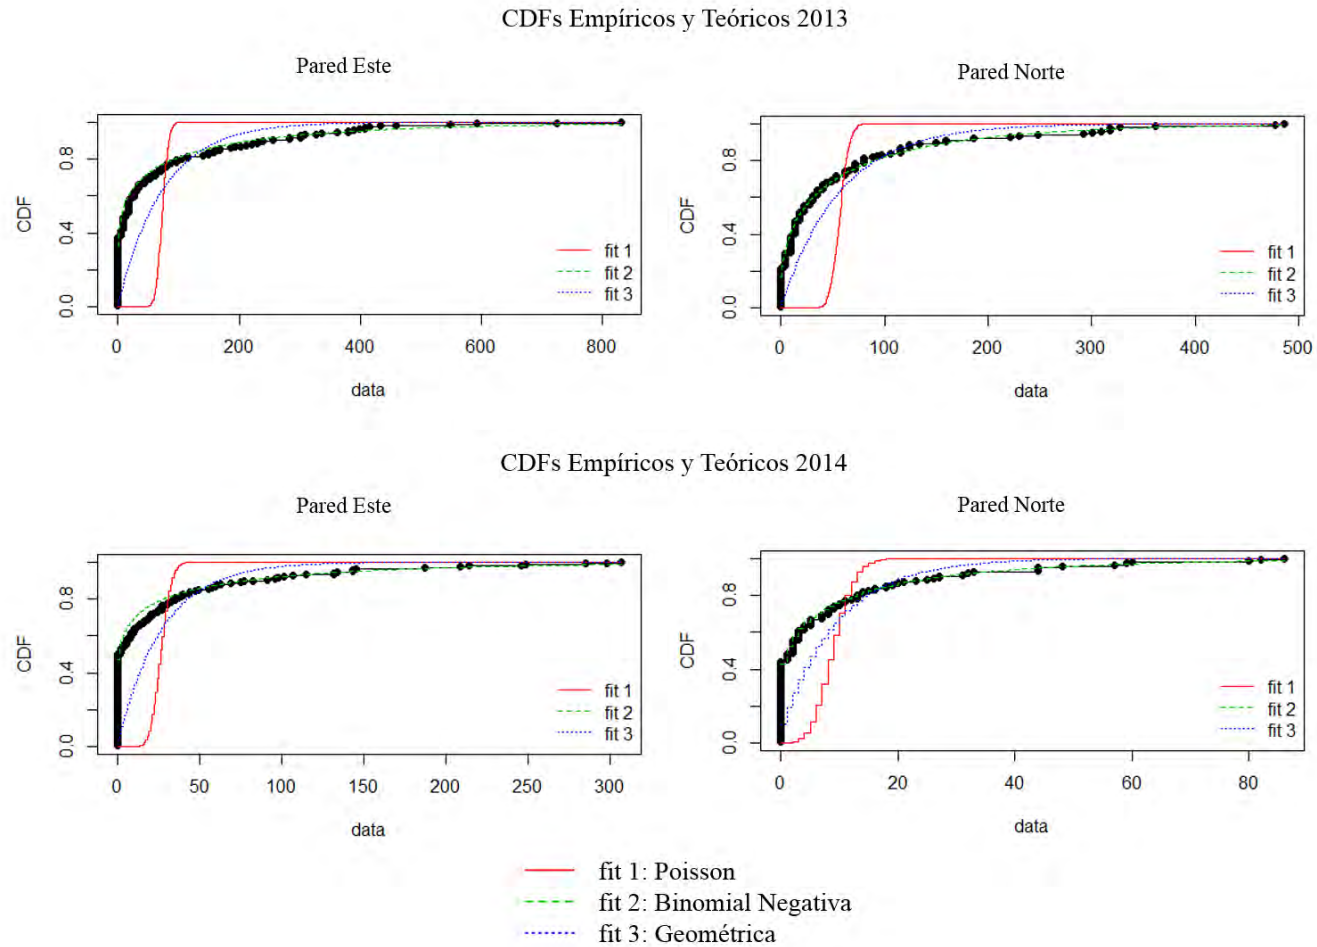 CDFs Empíricos y Teóricos 2013
Pared Este
CDF
0.0 0.4 0.8
0 200 400 600 800
data
fit 1
fit 2
fit 3
Pared Norte
CDF
0.0 0.4 0.8
0 100 200 300 400 500
data
fit 1
fit 2
fit 3
CDFs Empíricos y Teóricos 2014
Pared Este
CDF
0.0 0.4 0.8
0 50 100 150 200 250 300
data
fit 1
fit 2
fit 3
Pared Norte
CDF
0.0 0.4 0.8
0 20 40 60 80
data
fit 1
fit 2
fit 3
fit 1: Poisson
fit 2: Binomial Negativa
fit 3: Geométrica